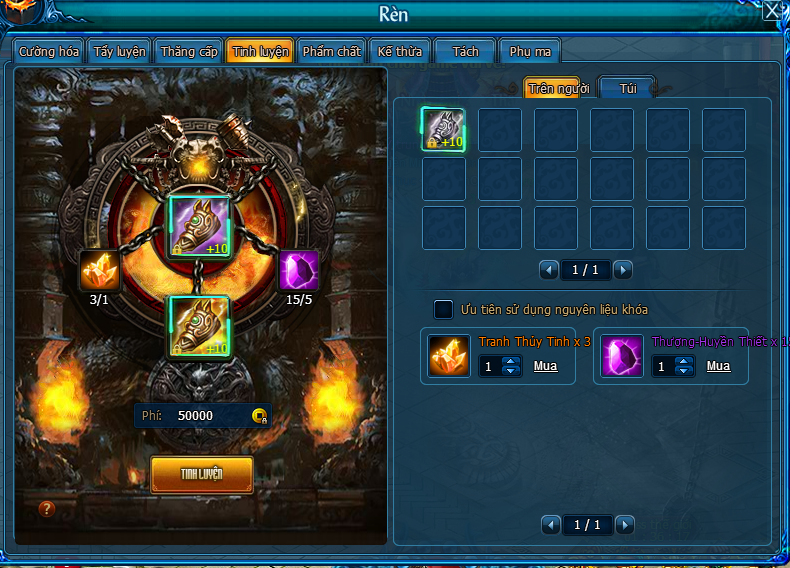 Rèn
Cường hóa Tẩy luyện Thăng cấp Tinh luyện Phẩm chất Kế thừa Tách Phụ ma
Trên người Túi
+10
+10
3/1 15/5
+10
1 / 1
Ưu tiên sử dụng nguyên liệu khóa
Tranh Thủy Tinh x 3 Thượng-Huyền Thiết x 1
1 Mua 1 Mua
Phí: 50000
TINH LUYỆN
?
1 / 1